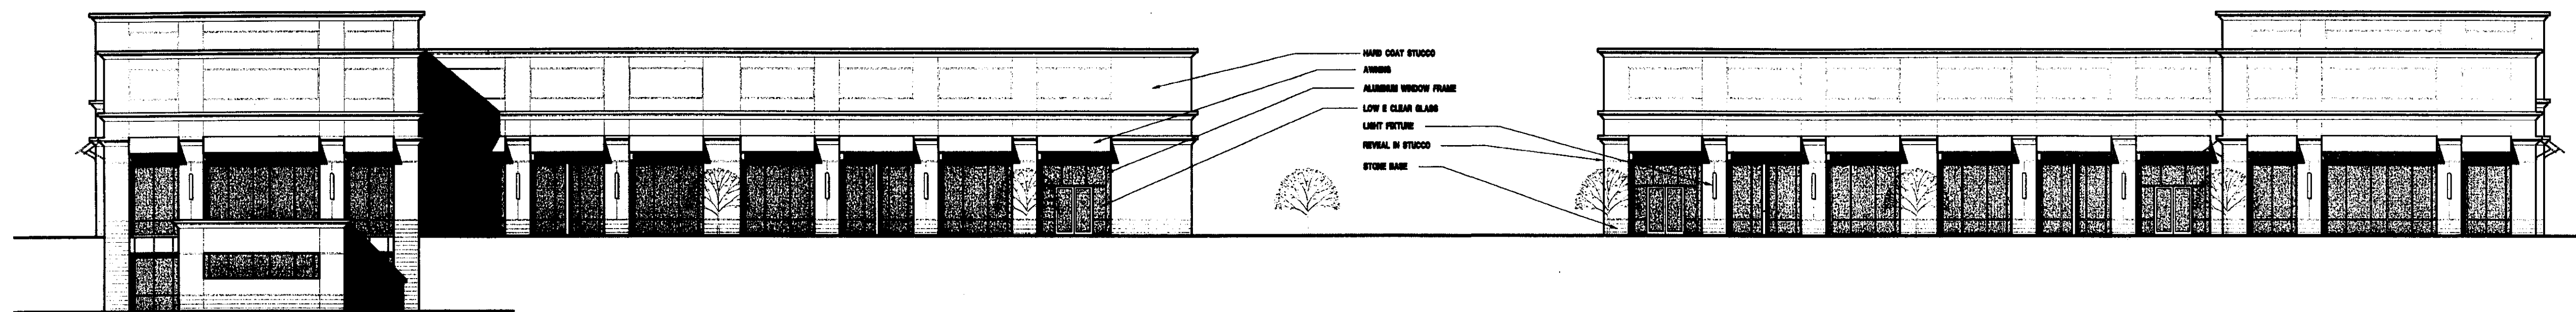 HARD COAT STUCCO
AWNING
ALUMINUM WINDOW FRAME
LOW E CLEAR GLASS
LIGHT FIXTURE
REVEAL IN STUCCO
STONE BASE